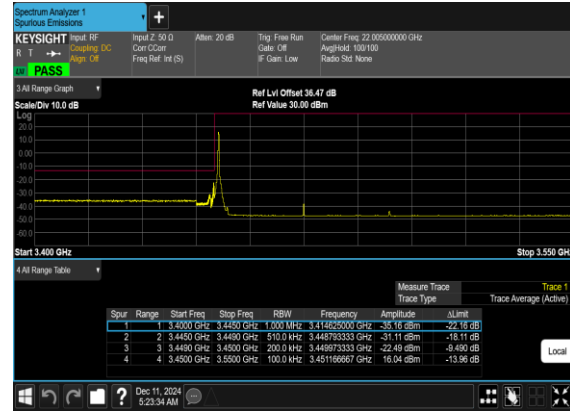 Spectrum Analyzer 1
Spurious Emissions
KEYSIGHT Input: RF Input Z: 50 Ω Atten: 20 dB Trig: Free Run Center Freq: 22.005000000 GHz
R T Coupling: DC Corr CCorr Gate: Off Avg|Hold: 100/100
Align: Off Freq Ref: Int (S) IF Gain: Low Radio Std: None
PASS
3 All Range Graph
Ref Lvl Offset 36.47 dB
Scale/Div 10.0 dB Ref Value 30.00 dBm
Log
20.0
10.0
0.00
-10.0
-20.0
-30.0
-40.0
-50.0
-60.0
Start 3.400 GHz Stop 3.550 GH
4 All Range Table
Measure Trace Trace 1
Trace Type Trace Average (Active)
Spur Range Start Freq Stop Freq RBW Frequency Amplitude ΔLimit
1 1 3.4000 GHz 3.4450 GHz 1.000 MHz 3.414625000 GHz -35.16 dBm -22.16 dB
2 2 3.4450 GHz 3.4490 GHz 510.0 kHz 3.448793333 GHz -31.11 dBm -18.11 dB
3 3 3.4490 GHz 3.4500 GHz 200.0 kHz 3.449973333 GHz -22.49 dBm -9.490 dB
4 4 3.4500 GHz 3.5500 GHz 100.0 kHz 3.451166667 GHz 16.04 dBm -13.96 dB
Local
? Dec 11, 2024
5:23:34 AM